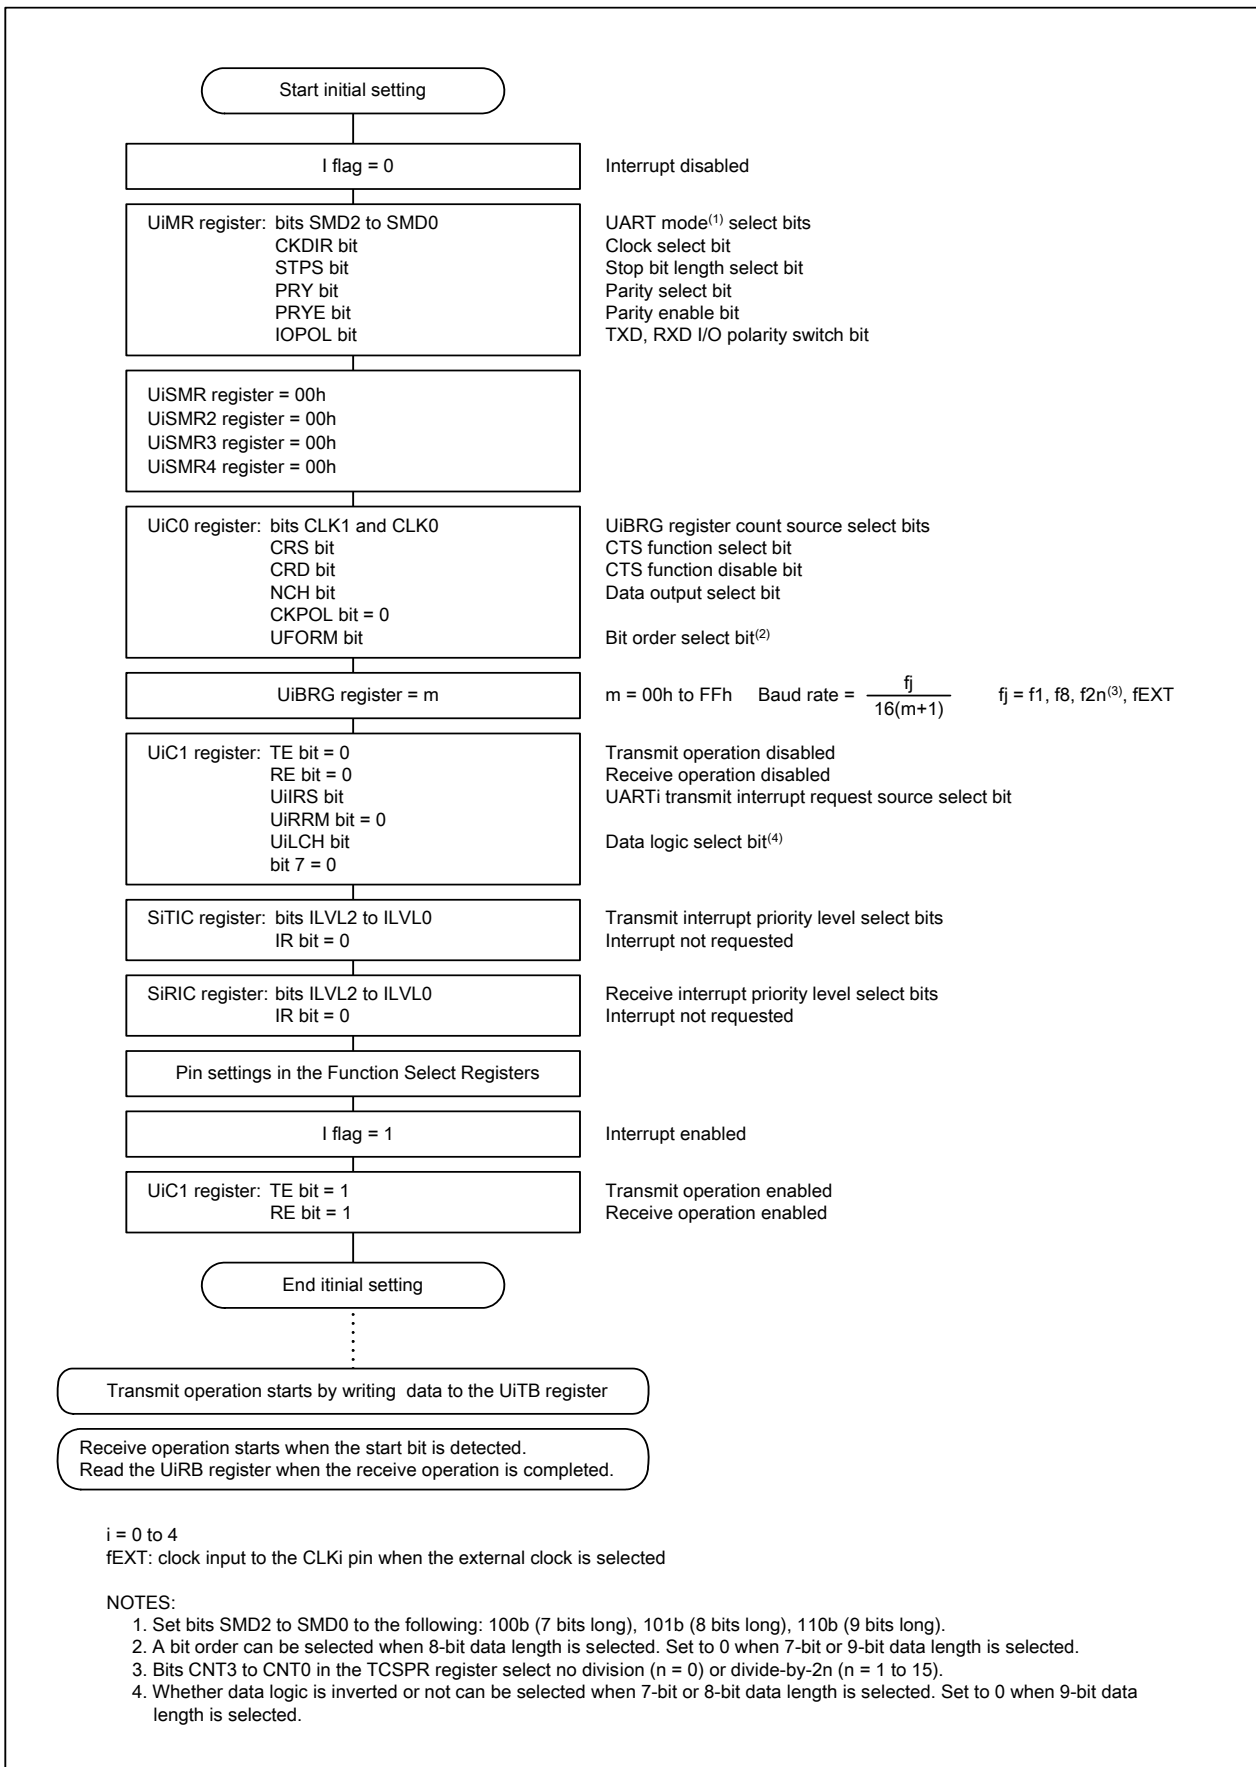 Start initial setting
I flag = 0 Interrupt disabled
UiMR register: bits SMD2 to SMD0 UART mode(1) select bits
CKDIR bit Clock select bit
STPS bit Stop bit length select bit
PRY bit Parity select bit
PRYE bit Parity enable bit
IOPOL bit TXD, RXD I/O polarity switch bit
UiSMR register = 00h
UiSMR2 register = 00h
UiSMR3 register = 00h
UiSMR4 register = 00h
UiC0 register: bits CLK1 and CLK0 UiBRG register count source select bits
CRS bit CTS function select bit
CRD bit CTS function disable bit
NCH bit Data output select bit
CKPOL bit = 0
UFORM bit Bit order select bit(2)
UiBRG register = m m = 00h to FFh Baud rate = fj / 16(m+1) fj = f1, f8, f2n(3), fEXT
UiC1 register: TE bit = 0 Transmit operation disabled
RE bit = 0 Receive operation disabled
UiIRS bit UARTi transmit interrupt request source select bit
UiRRM bit = 0
UiLCH bit Data logic select bit(4)
bit 7 = 0
SiTIC register: bits ILVL2 to ILVL0 Transmit interrupt priority level select bits
IR bit = 0 Interrupt not requested
SiRIC register: bits ILVL2 to ILVL0 Receive interrupt priority level select bits
IR bit = 0 Interrupt not requested
Pin settings in the Function Select Registers
I flag = 1 Interrupt enabled
UiC1 register: TE bit = 1 Transmit operation enabled
RE bit = 1 Receive operation enabled
End itinial setting
Transmit operation starts by writing data to the UiTB register
Receive operation starts when the start bit is detected.
Read the UiRB register when the receive operation is completed.
i = 0 to 4
fEXT: clock input to the CLKi pin when the external clock is selected
NOTES:
1. Set bits SMD2 to SMD0 to the following: 100b (7 bits long), 101b (8 bits long), 110b (9 bits long).
2. A bit order can be selected when 8-bit data length is selected. Set to 0 when 7-bit or 9-bit data length is selected.
3. Bits CNT3 to CNT0 in the TCSPR register select no division (n = 0) or divide-by-2n (n = 1 to 15).
4. Whether data logic is inverted or not can be selected when 7-bit or 8-bit data length is selected. Set to 0 when 9-bit data
length is selected.